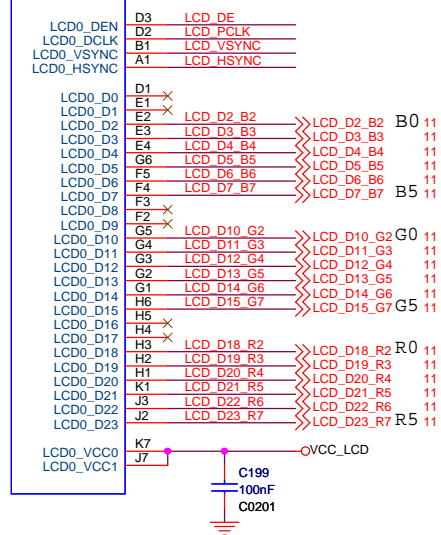 LCD0_DEN D3 LCD_DE
LCD0_DCLK D2 LCD_PCLK
LCD0_VSYNC B1 LCD_VSYNC
LCD0_HSYNC A1 LCD_HSYNC
LCD0_D0 D1
LCD0_D1 E1
LCD0_D2 E2 LCD_D2_B2 LCD_D2_B2 B0 11
LCD0_D3 E3 LCD_D3_B3 LCD_D3_B3 11
LCD0_D4 E4 LCD_D4_B4 LCD_D4_B4 11
LCD0_D5 G6 LCD_D5_B5 LCD_D5_B5 11
LCD0_D6 F5 LCD_D6_B6 LCD_D6_B6 11
LCD0_D7 F4 LCD_D7_B7 LCD_D7_B7 B5 11
LCD0_D8 F3
LCD0_D9 F2
LCD0_D10 G5 LCD_D10_G2 LCD_D10_G2 G0 11
LCD0_D11 G4 LCD_D11_G3 LCD_D11_G3 11
LCD0_D12 G3 LCD_D12_G4 LCD_D12_G4 11
LCD0_D13 G2 LCD_D13_G5 LCD_D13_G5 11
LCD0_D14 G1 LCD_D14_G6 LCD_D14_G6 11
LCD0_D15 H6 LCD_D15_G7 LCD_D15_G7 G5 11
LCD0_D16 H5
LCD0_D17 H4
LCD0_D18 H3 LCD_D18_R2 LCD_D18_R2 R0 11
LCD0_D19 H2 LCD_D19_R3 LCD_D19_R3 11
LCD0_D20 H1 LCD_D20_R4 LCD_D20_R4 11
LCD0_D21 K1 LCD_D21_R5 LCD_D21_R5 11
LCD0_D22 J3 LCD_D22_R6 LCD_D22_R6 11
LCD0_D23 J2 LCD_D23_R7 LCD_D23_R7 R5 11
LCD0_VCC0 K7 VCC_LCD
LCD0_VCC1 J7
C199
100nF
C0201